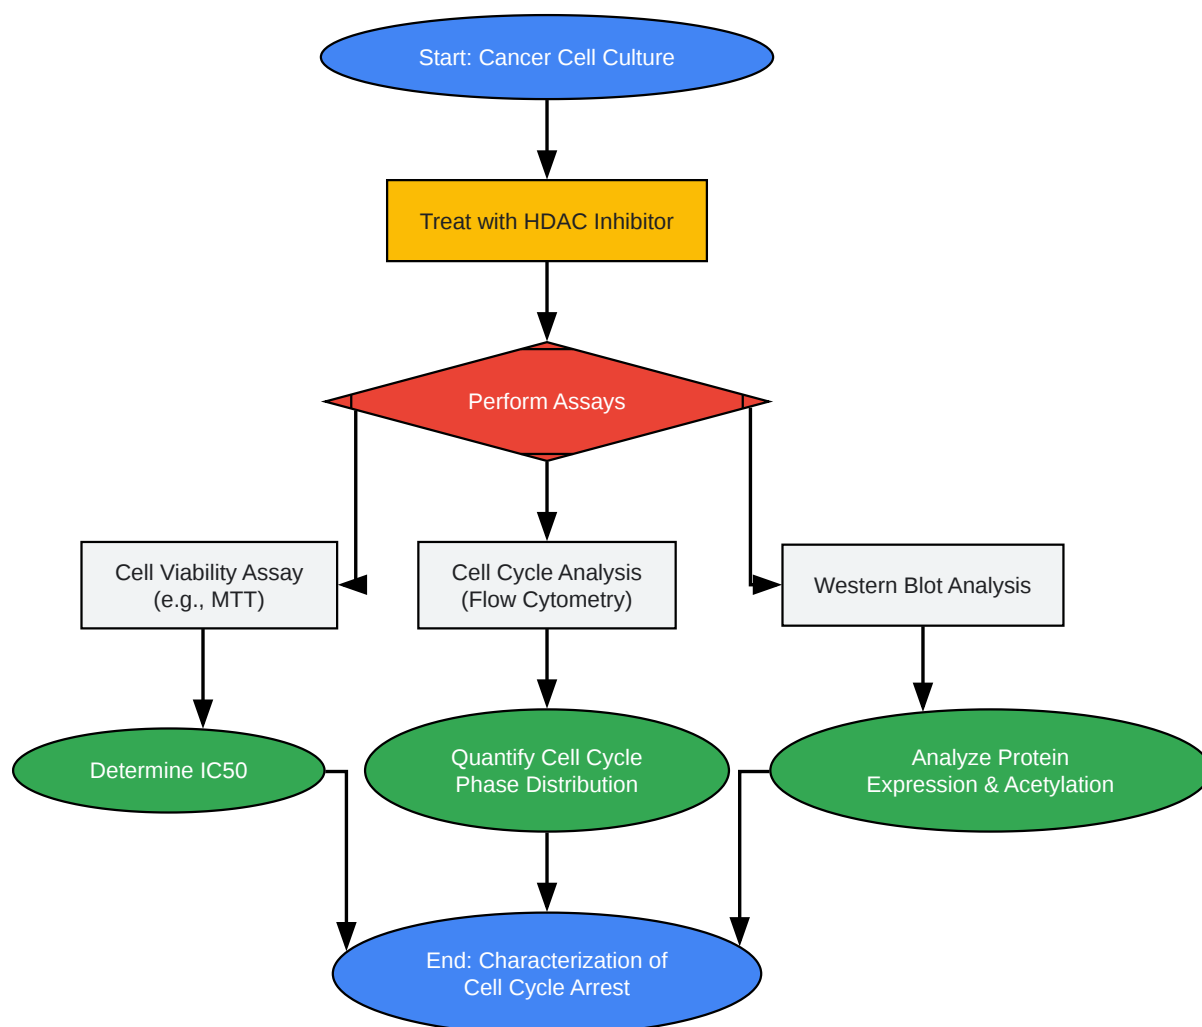 Start: Cancer Cell Culture
Treat with HDAC Inhibitor
Perform Assays
Cell Viability Assay
(e.g., MTT)
Cell Cycle Analysis
(Flow Cytometry)
Western Blot Analysis
Determine IC50
Quantify Cell Cycle
Phase Distribution
Analyze Protein
Expression & Acetylation
End: Characterization of
Cell Cycle Arrest